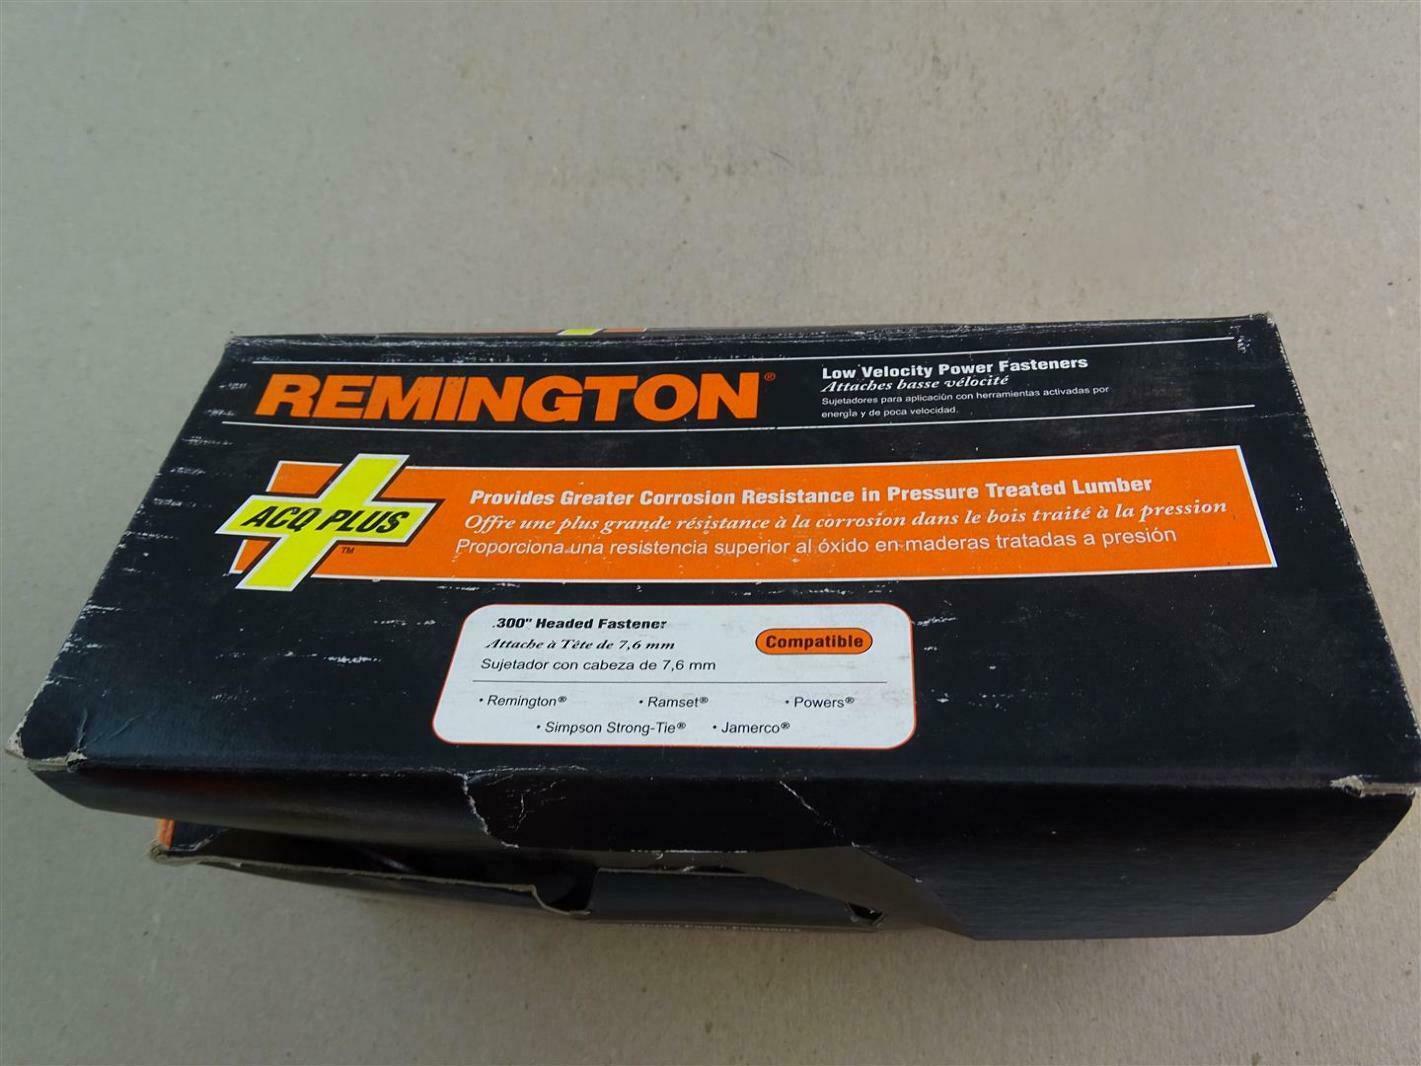 REMINGTON®
Low Velocity Power Fasteners
Attaches basse vélocité
Sujetadores para aplicación con herramientas activadas por
energía y de poca velocidad.
ACQ PLUS™
Provides Greater Corrosion Resistance in Pressure Treated Lumber
Offre une plus grande résistance à la corrosion dans le bois traité à la pression
Proporciona una resistencia superior al óxido en maderas tratadas a presión
.300" Headed Fastener
Attache à Tête de 7,6 mm
Sujetador con cabeza de 7,6 mm
Compatible
• Remington® • Ramset® • Powers®
• Simpson Strong-Tie® • Jamerco®